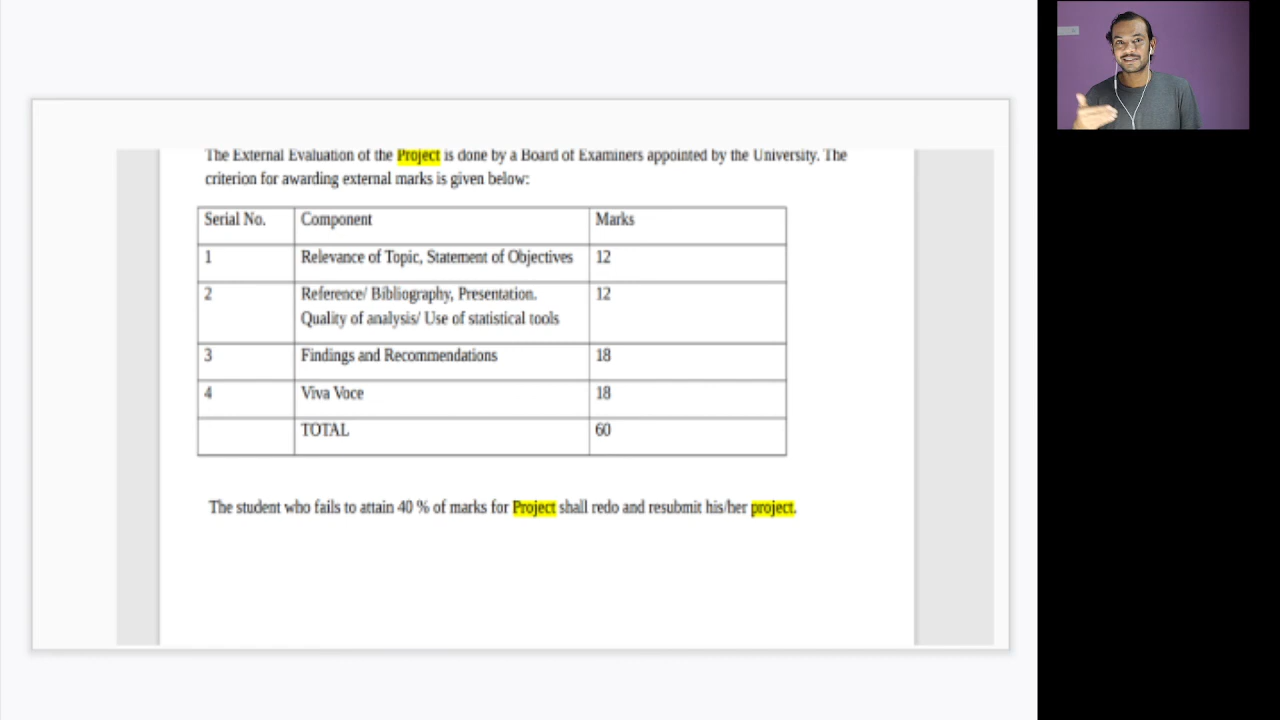 The External Evaluation of the Project is done by a Board of Examiners appointed by the University. The
criterion for awarding external marks is given below:
Serial No. Component Marks
1 Relevance of Topic, Statement of Objectives 12
2 Reference/ Bibliography, Presentation. 12
Quality of analysis/ Use of statistical tools
3 Findings and Recommendations 18
4 Viva Voce 18
TOTAL 60
The student who fails to attain 40 % of marks for Project shall redo and resubmit his/her project.